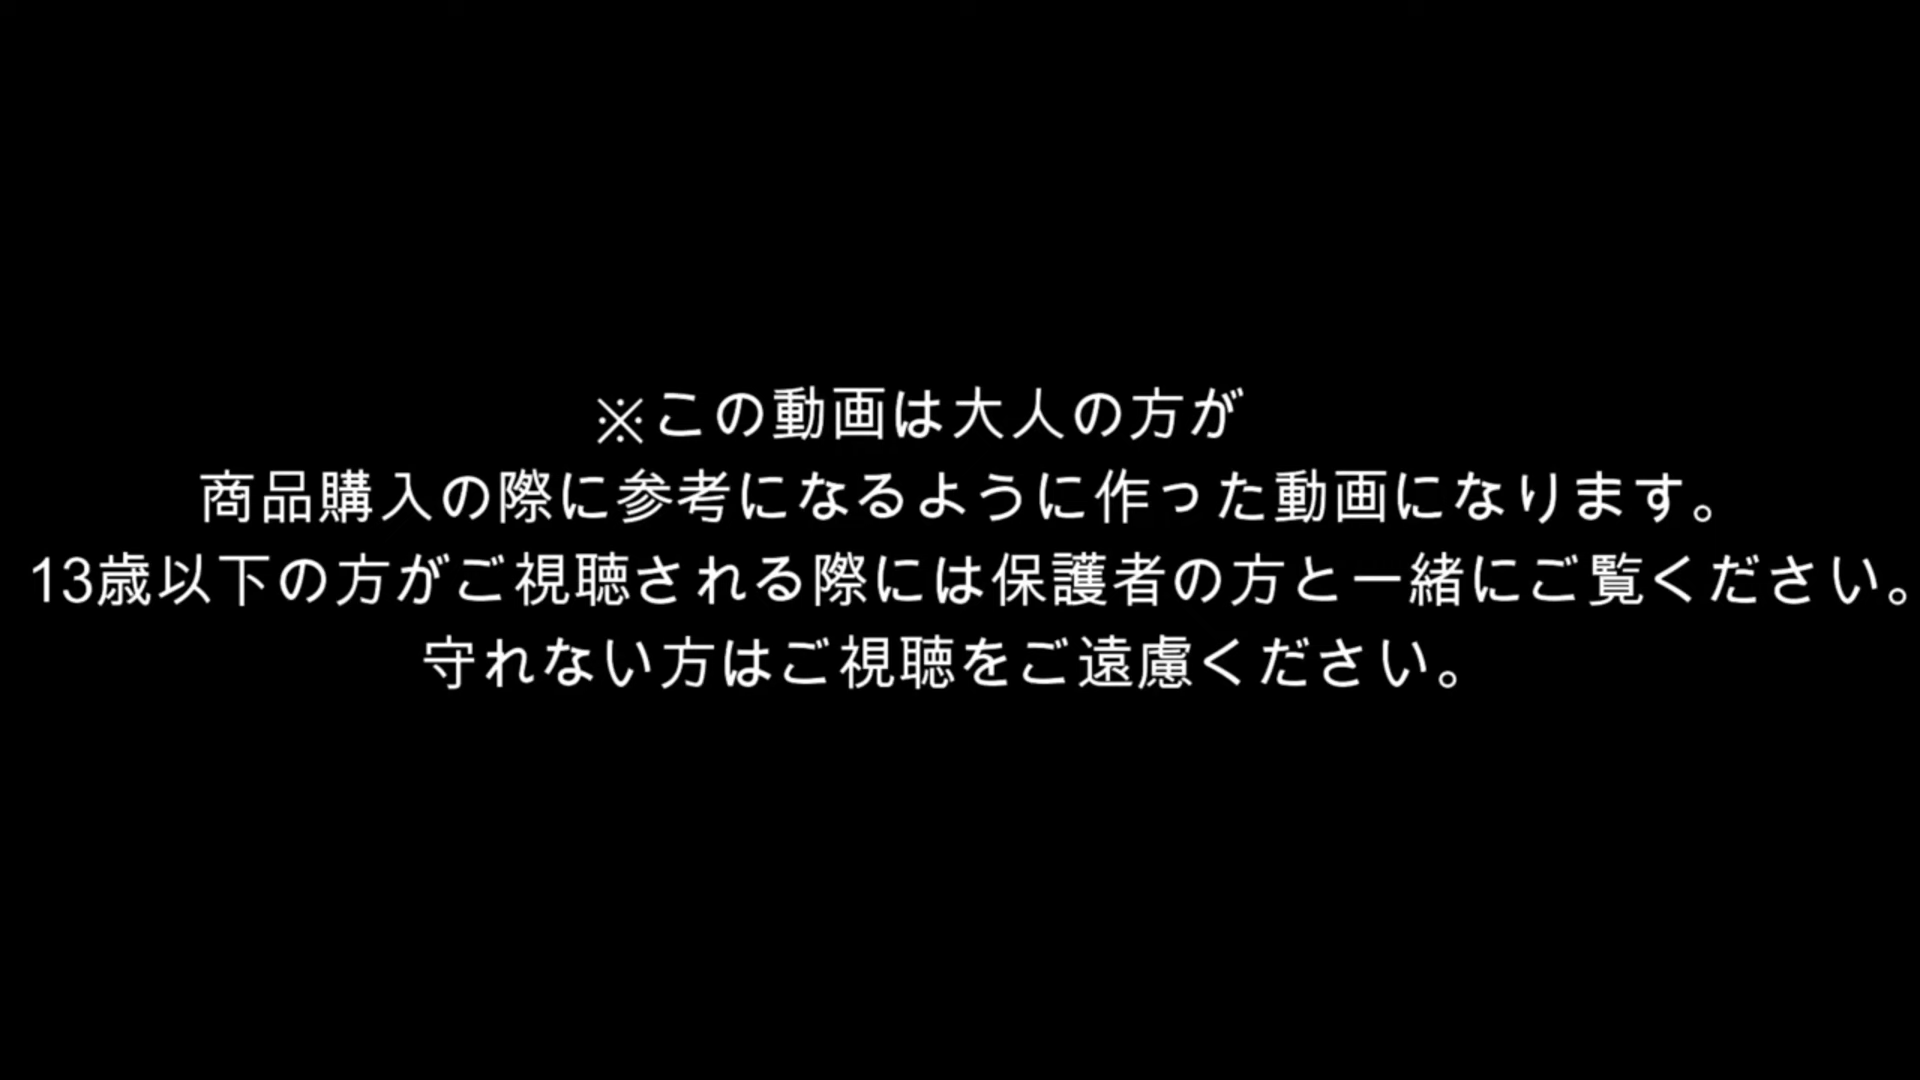 ※この動画は大人の方が
商品購入の際に参考になるように作った動画になります。
13歳以下の方がご視聴される際には保護者の方と一緒にご覧ください。
守れない方はご視聴をご遠慮ください。